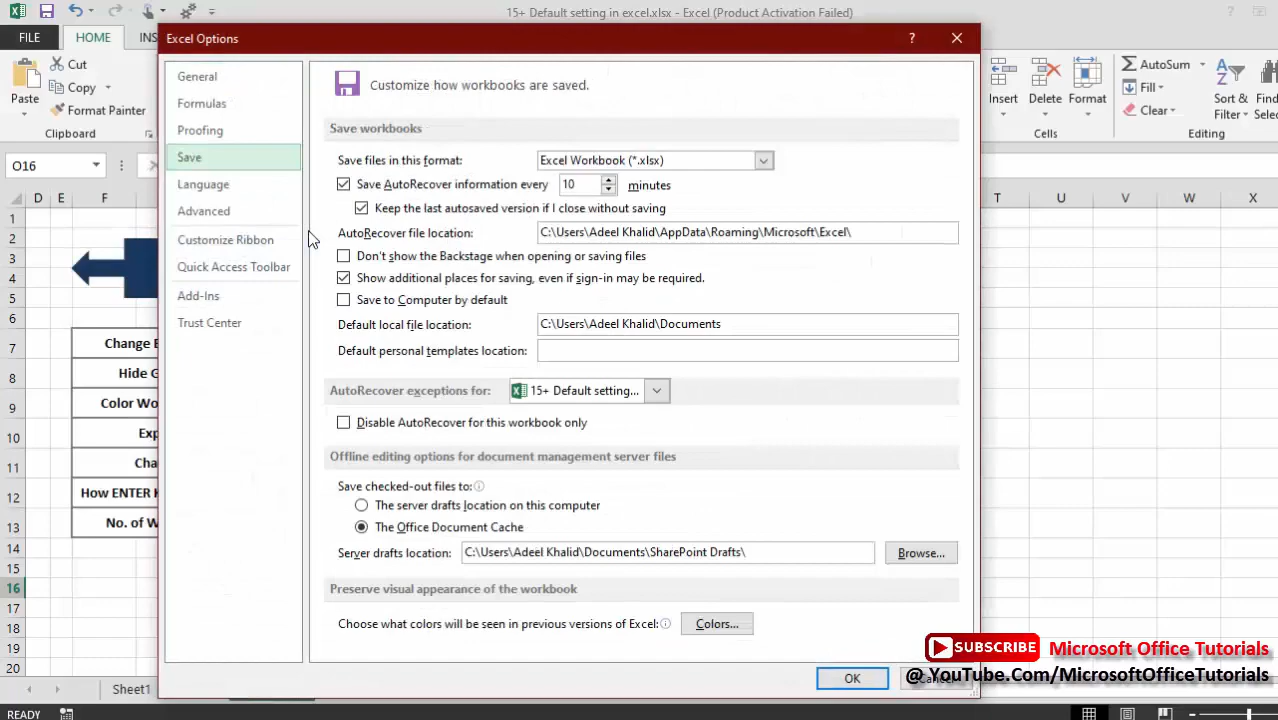 15+ Default setting in excel.xlsx - Excel (Product Activation Failed)
FILE
HOME
INS
Cut
Copy
Format Painter
Paste
Clipboard
Insert
Delete
Format
Cells
AutoSum
Fill
Clear
Sort &
Filter
Find
Select
Editing
O16
D E F
T U V W X
1
2
3
4
5
6
7
8
9
10
11
12
13
14
15
16
17
18
19
20
Change E
Hide G
Color Wo
Exp
Cha
How ENTER K
No. of W
Excel Options
?
General
Formulas
Proofing
Save
Language
Advanced
Customize Ribbon
Quick Access Toolbar
Add-Ins
Trust Center
Customize how workbooks are saved.
Save workbooks
Save files in this format: Excel Workbook (*.xlsx)
Save AutoRecover information every 10 minutes
Keep the last autosaved version if I close without saving
AutoRecover file location: C:\Users\Adeel Khalid\AppData\Roaming\Microsoft\Excel\
Don't show the Backstage when opening or saving files
Show additional places for saving, even if sign-in may be required.
Save to Computer by default
Default local file location: C:\Users\Adeel Khalid\Documents
Default personal templates location:
AutoRecover exceptions for: 15+ Default setting...
Disable AutoRecover for this workbook only
Offline editing options for document management server files
Save checked-out files to:
The server drafts location on this computer
The Office Document Cache
Server drafts location: C:\Users\Adeel Khalid\Documents\SharePoint Drafts\ Browse...
Preserve visual appearance of the workbook
Choose what colors will be seen in previous versions of Excel: Colors...
OK
SUBSCRIBE Microsoft Office Tutorials
@ YouTube.Com/MicrosoftOfficeTutorials
Sheet1
READY